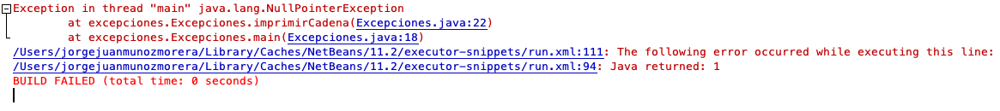 Exception in thread "main" java.lang.NullPointerException
at excepciones.Excepciones.imprimirCadena(Excepciones.java:22)
at excepciones.Excepciones.main(Excepciones.java:18)
/Users/jorgejuanmunozmorera/Library/Caches/NetBeans/11.2/executor-snippets/run.xml:111: The following error occurred while executing this line:
/Users/jorgejuanmunozmorera/Library/Caches/NetBeans/11.2/executor-snippets/run.xml:94: Java returned: 1
BUILD FAILED (total time: 0 seconds)